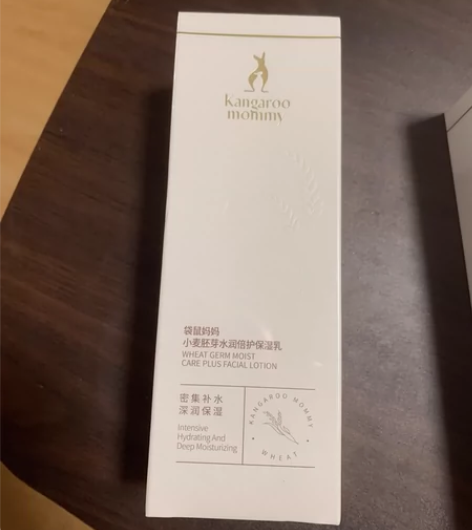 Kangaroo
mommy
袋鼠妈妈
小麦胚芽水润倍护保湿乳
WHEAT GERM MOIST
CARE PLUS FACIAL LOTION
密集补水
深润保湿
Intensive
Hydrating And
Deep Moisturizing
KANGAROO MOMMY
WHEAT